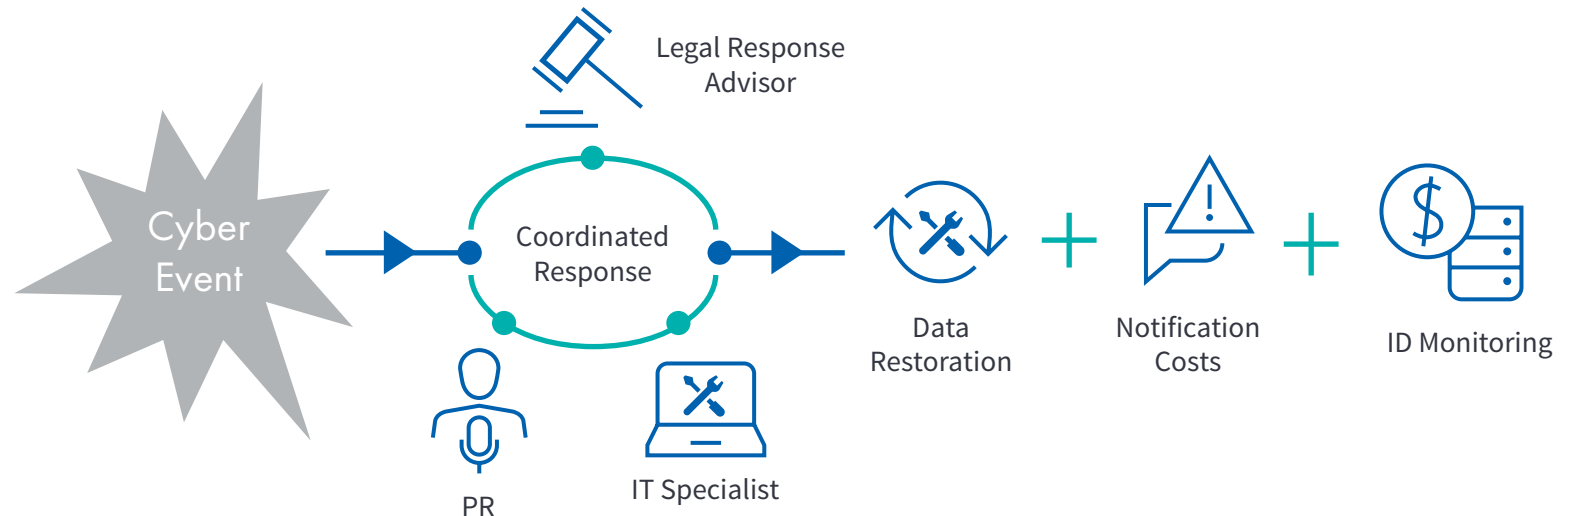 Cyber
Event
Legal Response
Advisor
Coordinated
Response
PR
IT Specialist
Data
Restoration
Notification
Costs
ID Monitoring